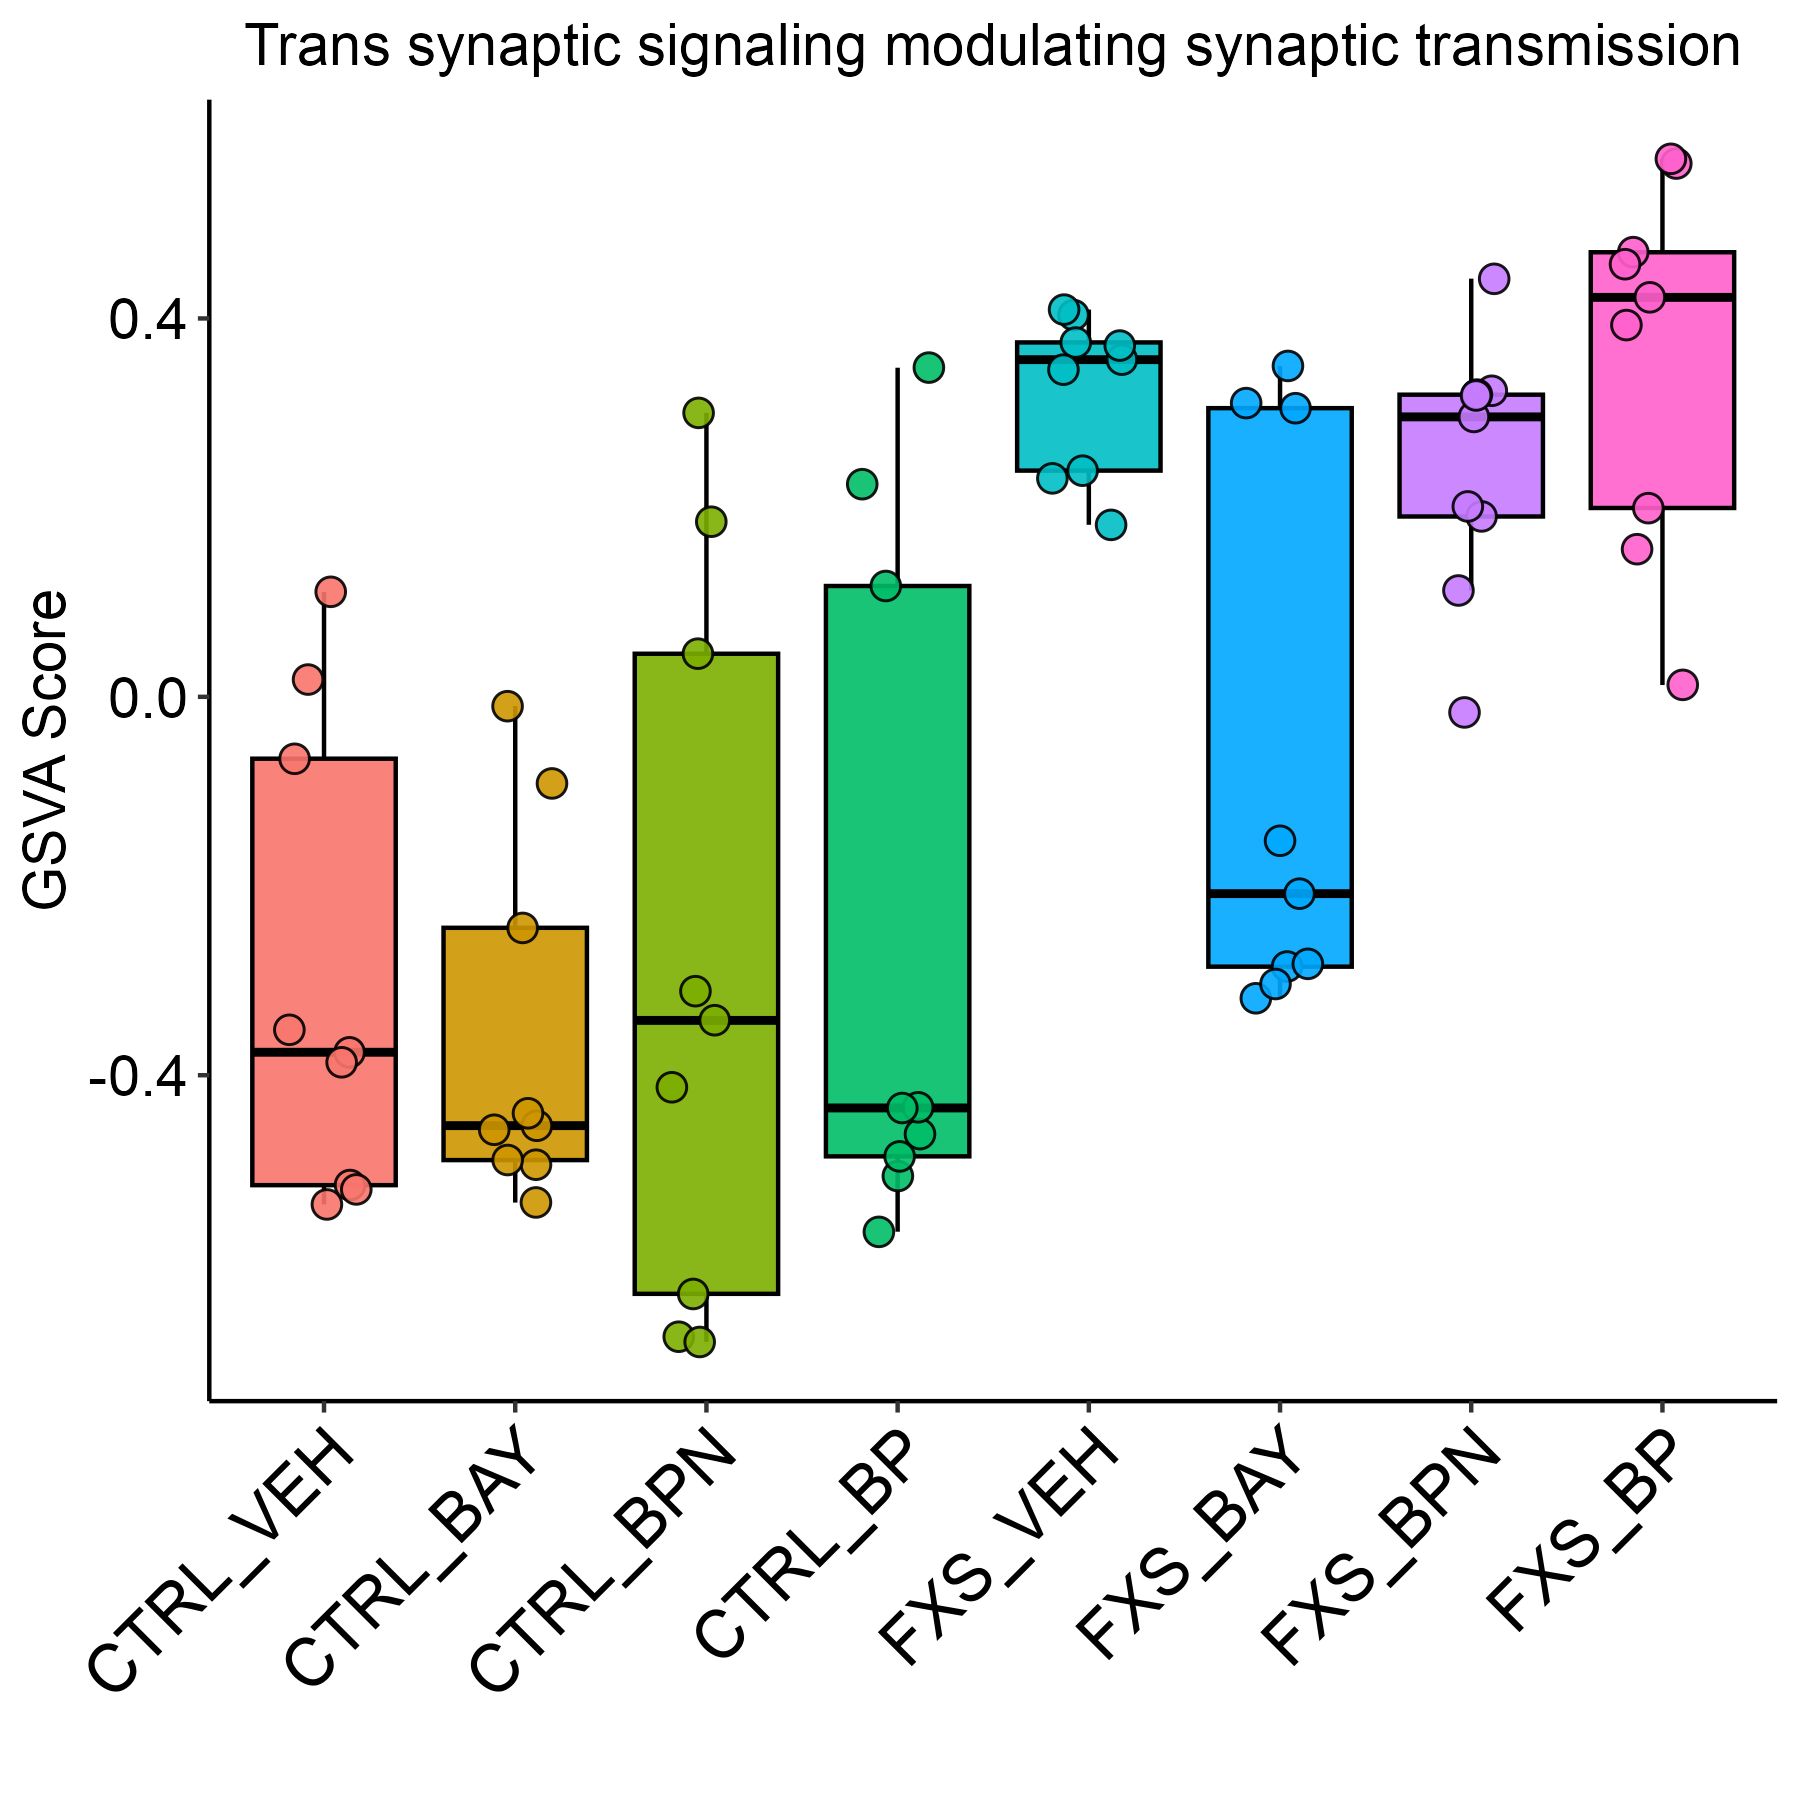 Trans synaptic signaling modulating synaptic transmission
GSVA Score
0.4
0.0
-0.4
CTRL_VEH
CTRL_BAY
CTRL_BPN
CTRL_BP
FXS_VEH
FXS_BAY
FXS_BPN
FXS_BP